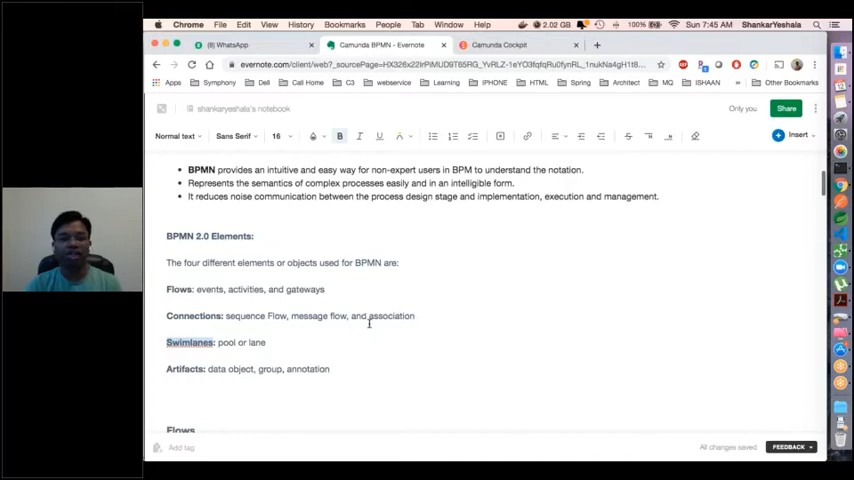 Chrome File Edit View History Bookmarks People Tab Window Help 2.02 GB 100% Sun 7:45 AM ShankarYeshala
(8) WhatsApp Camunda BPMN - Evernote Camunda Cockpit
Apps Symphony Dell Call Home C3 webservice Learning IPHONE HTML Spring Architect MQ ISHAAN » Other Bookmarks
shankaryeshala's notebook Only you Share
Normal text Sans Serif 16 B I U A Insert
BPMN provides an intuitive and easy way for non-expert users in BPM to understand the notation.
Represents the semantics of complex processes easily and in an intelligible form.
It reduces noise communication between the process design stage and implementation, execution and management.
BPMN 2.0 Elements:
The four different elements or objects used for BPMN are:
Flows: events, activities, and gateways
Connections: sequence Flow, message flow, and association
Swimlanes: pool or lane
Artifacts: data object, group, annotation
Flows
Add tag All changes saved FEEDBACK